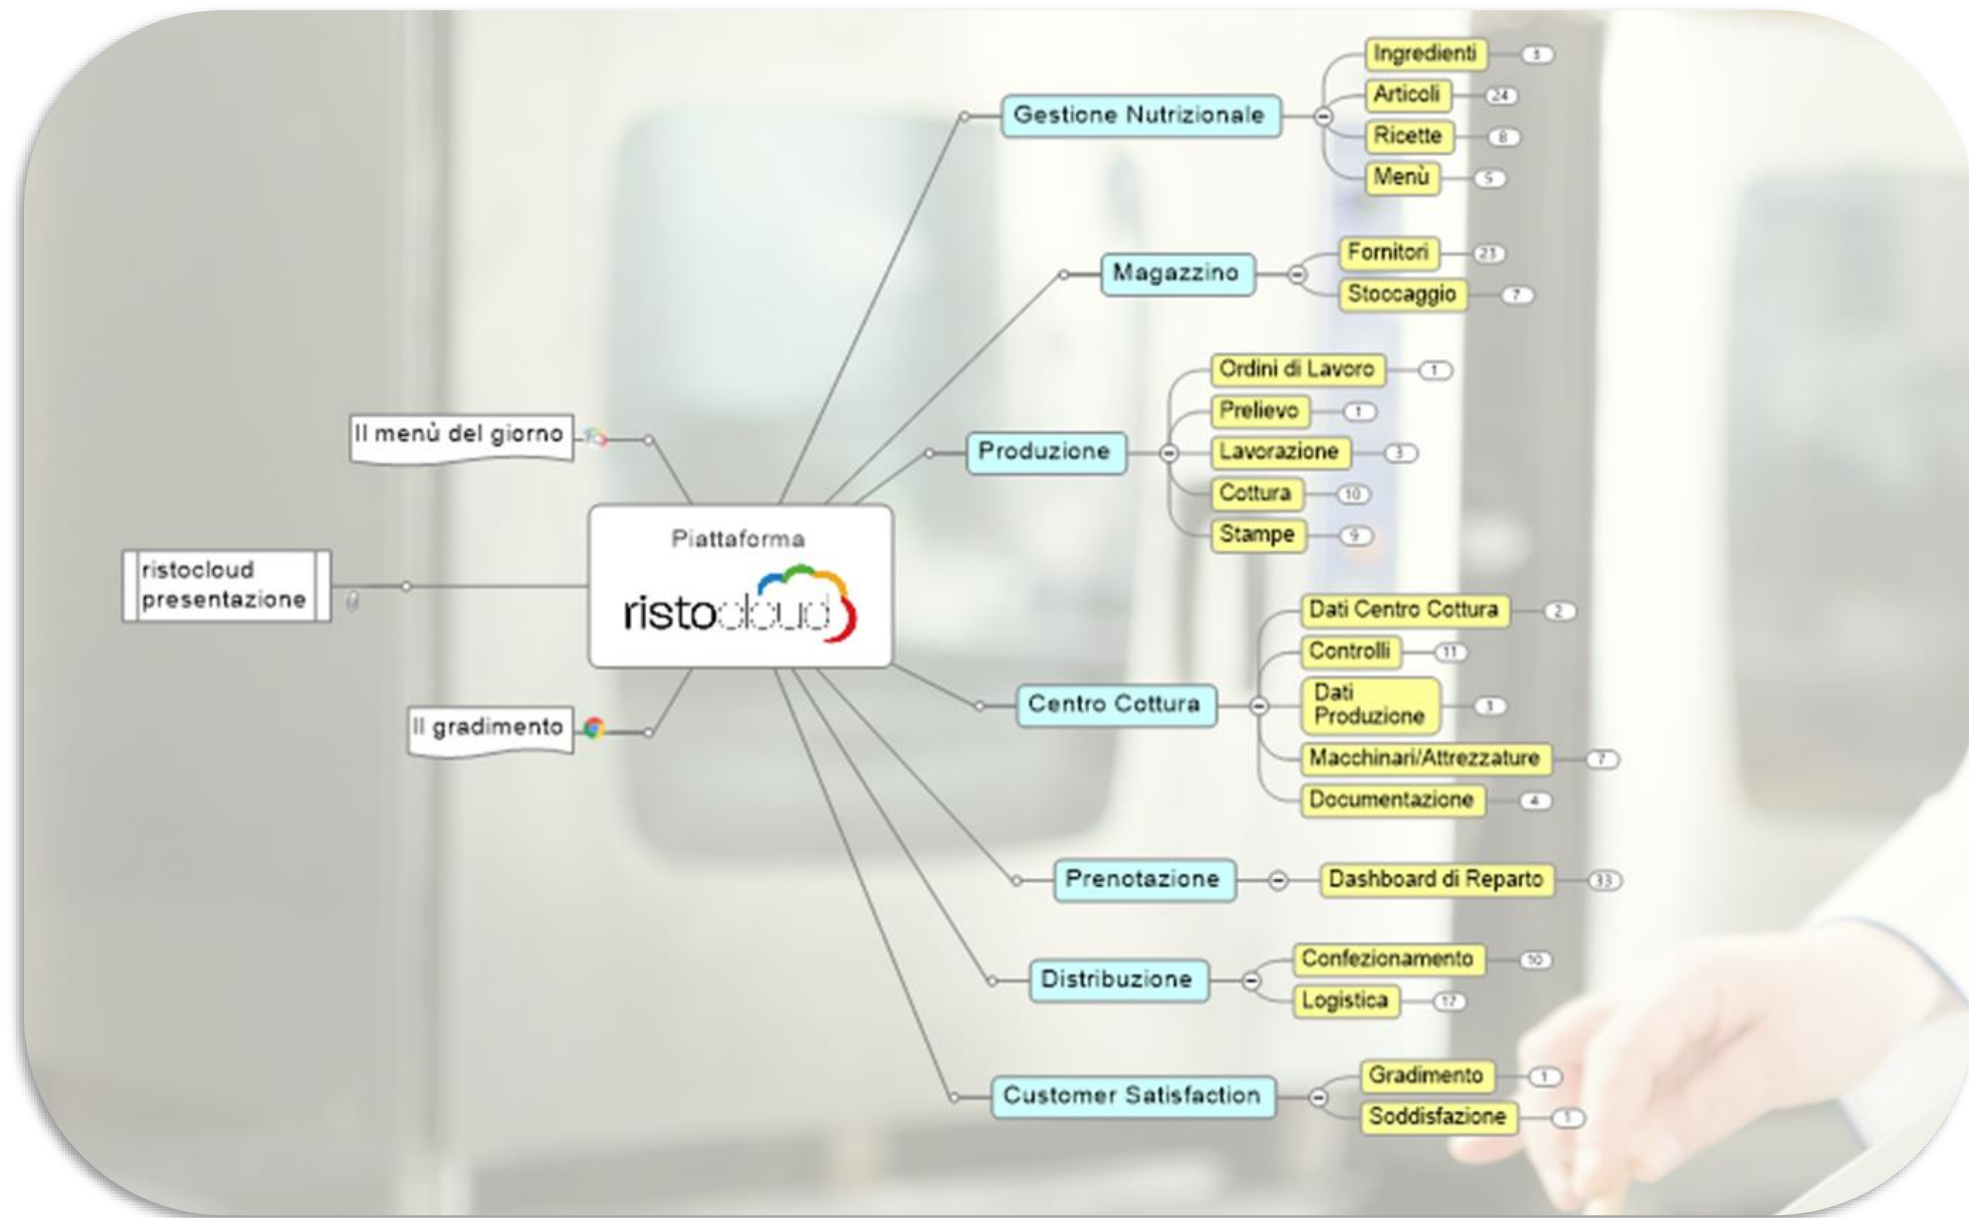 Il menù del giorno
ristocloud
presentazione
Il gradimento
Piattaforma
ristocloud
Gestione Nutrizionale
Ingredienti 3
Articoli 24
Ricette 8
Menù 5
Magazzino
Fornitori 23
Stoccaggio 7
Produzione
Ordini di Lavoro 1
Prelievo 1
Lavorazione 3
Cottura 10
Stampe 9
Centro Cottura
Dati Centro Cottura 2
Controlli 11
Dati
Produzione 3
Macchinari/Attrezzature 7
Documentazione 4
Prenotazione
Dashboard di Reparto 33
Distribuzione
Confezionamento 10
Logistica 17
Customer Satisfaction
Gradimento 1
Soddisfazione 1